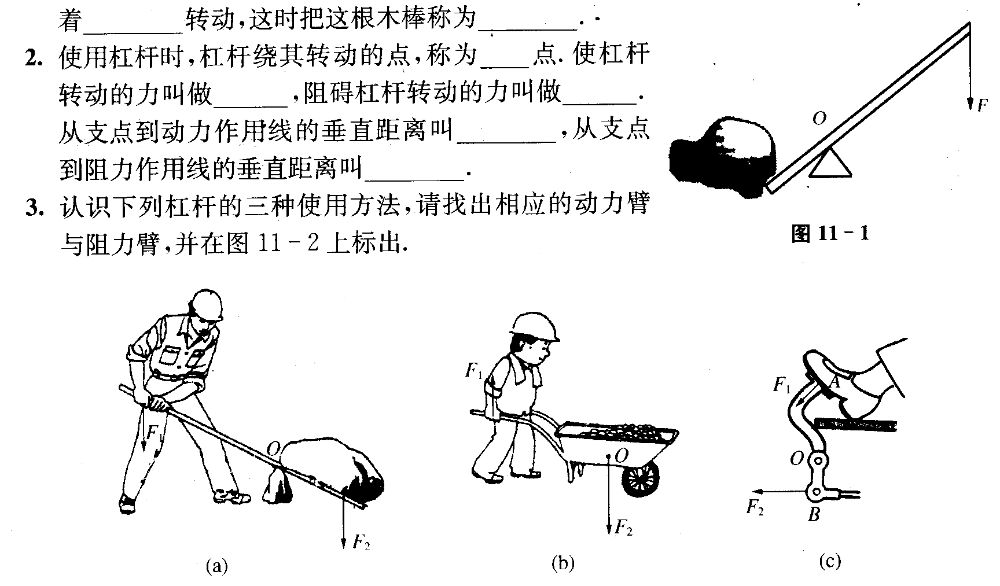 着________转动,这时把这根木棒称为________.
2. 使用杠杆时,杠杆绕其转动的点,称为____点. 使杠杆
转动的力叫做______,阻碍杠杆转动的力叫做______.
从支点到动力作用线的垂直距离叫________,从支点
到阻力作用线的垂直距离叫________.
3. 认识下列杠杆的三种使用方法,请找出相应的动力臂
与阻力臂,并在图 11-2 上标出.
O
F
图 11-1
F1
O
F2
(a)
F1
O
F2
(b)
F1
A
O
F2
B
(c)